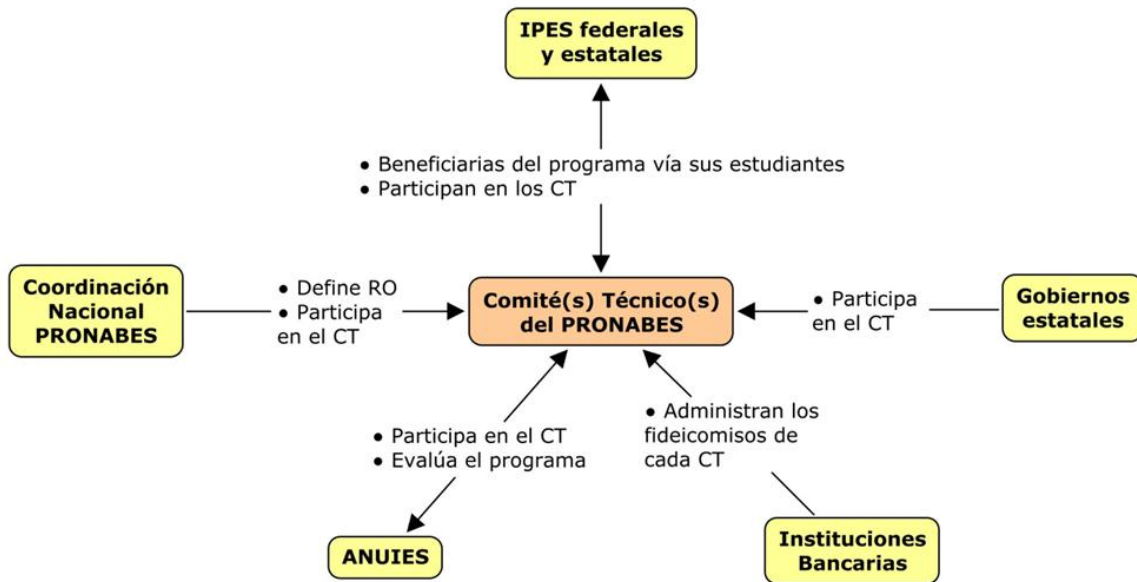 IPES federales
y estatales
● Beneficiarias del programa vía sus estudiantes
● Participan en los CT
Coordinación
Nacional
PRONABES
● Define RO
● Participa
en el CT
Comité(s) Técnico(s)
del PRONABES
● Participa
en el CT
Gobiernos
estatales
● Participa en el CT
● Evalúa el programa
● Administran los
fideicomisos de
cada CT
ANUIES
Instituciones
Bancarias